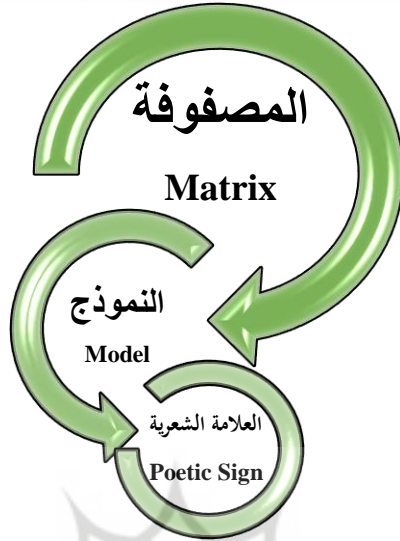 المصفوفة
Matrix
النموذج
Model
العلامة الشعرية
Poetic Sign